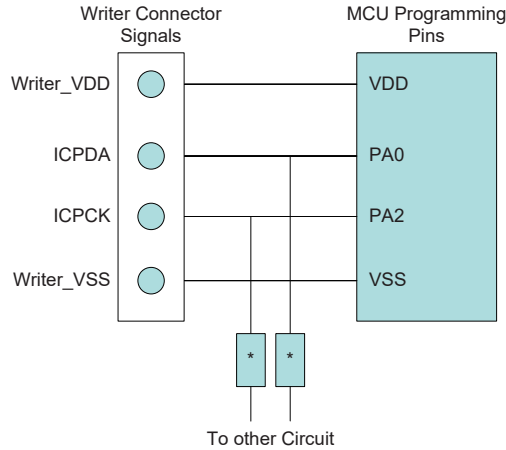 Writer Connector
Signals
MCU Programming
Pins
Writer_VDD
VDD
ICPDA
PA0
ICPCK
PA2
Writer_VSS
VSS
* *
To other Circuit